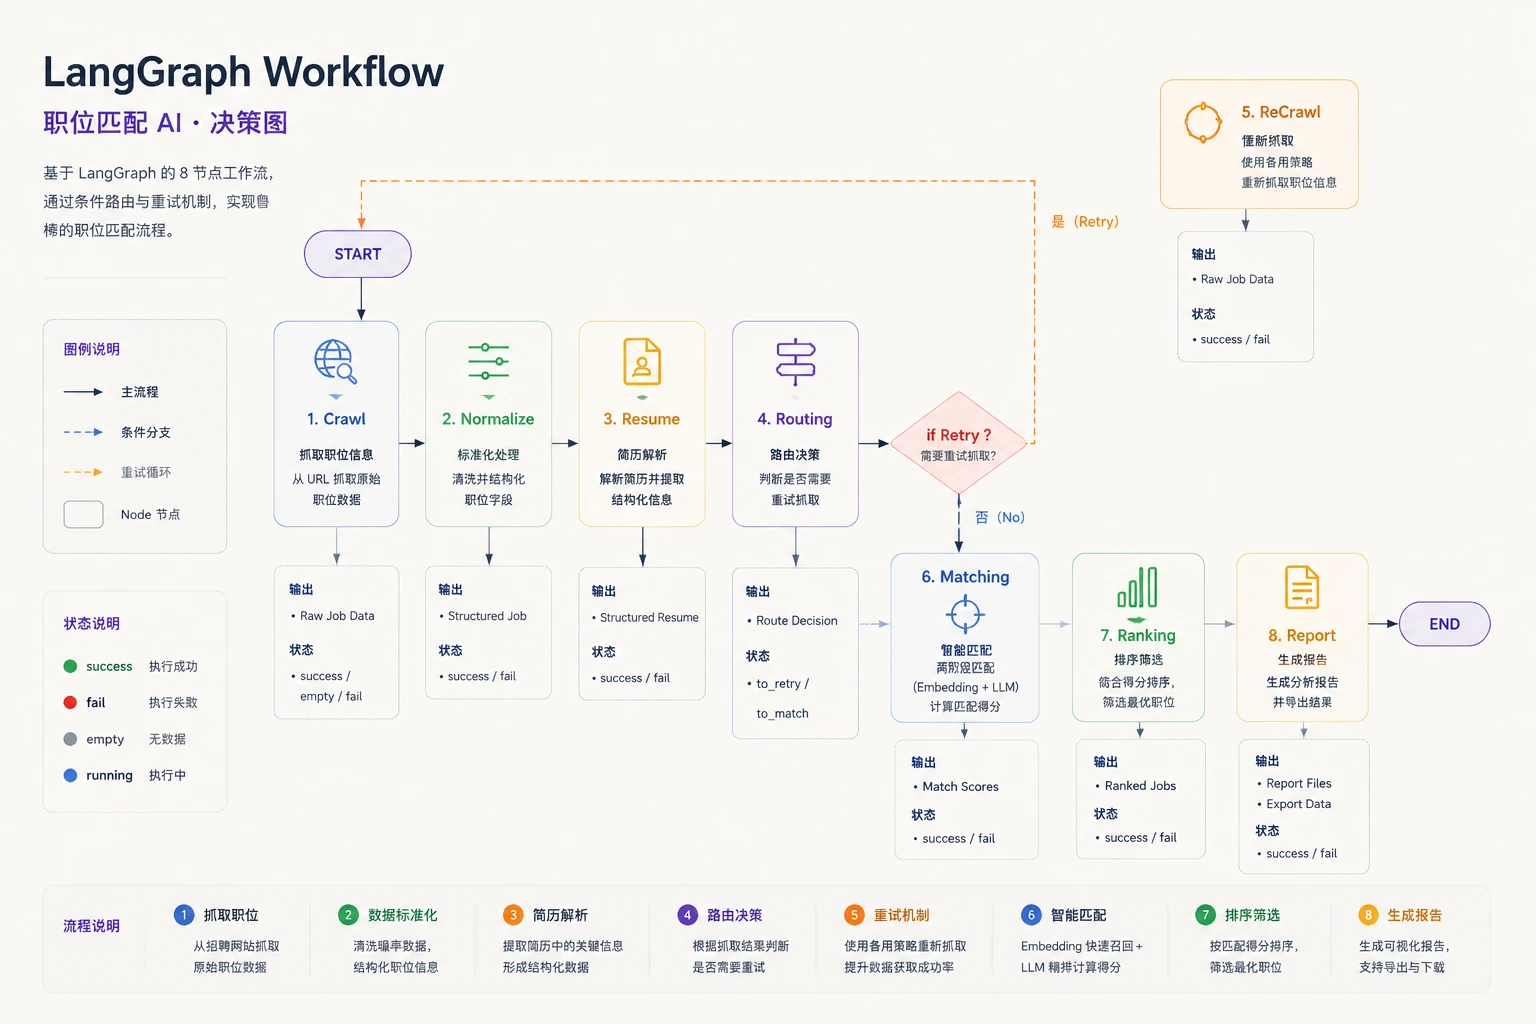 LangGraph Workflow
职位匹配 AI · 决策图
基于 LangGraph 的 8 节点工作流，
通过条件路由与重试机制，实现鲁
棒的职位匹配流程。
图例说明
主流程
条件分支
重试循环
Node 节点
状态说明
success 执行成功
fail 执行失败
empty 无数据
running 执行中
START
1. Crawl
抓取职位信息
从 URL 抓取原始
职位数据
输出
• Raw Job Data
状态
• success /
empty / fail
2. Normalize
标准化处理
清洗并结构化
职位字段
输出
• Structured Job
状态
• success / fail
3. Resume
简历解析
解新简历并提取
结构化信息
输出
• Structured Resume
状态
• success / fail
4. Routing
路由决策
判断是否需要
重试抓取
输出
• Route Decision
状态
• to_retry /
to_match
if Retry ?
需要重试抓取?
是（Retry）
否（No）
5. ReCrawl
重新抓取
使用各用策略
重新抓取职位信息
输出
• Raw Job Data
状态
• success / fail
6. Matching
智能匹配
匹配
(Embedding + LLM)
计算匹配得分
输出
• Match Scores
状态
• success / fail
7. Ranking
排序筛选
得分排序，
筛选最优职位
输出
• Ranked Jobs
状态
• success / fail
8. Report
生成报告
生成分新报告
并导出结果
输出
• Report Files
• Export Data
状态
• success / fail
END
流程说明
1 抓取职位
从招聘网站抓取
原始职位数据
2 数据标准化
清洗数据，
结构化职位信息
3 简历解析
提取简历中的关键信息
形成结构化数据
4 路由决策
根据抓取结果判断
是否需要重试
5 重试机制
使用各用策略重新抓取
提升数据获取成功率
6 智能匹配
Embedding 快速召回 +
LLM 精排计算得分
7 排序筛选
按匹配得分排序，
筛选最化职位
8 生成报告
生成可视化报告，
支持导出与下载